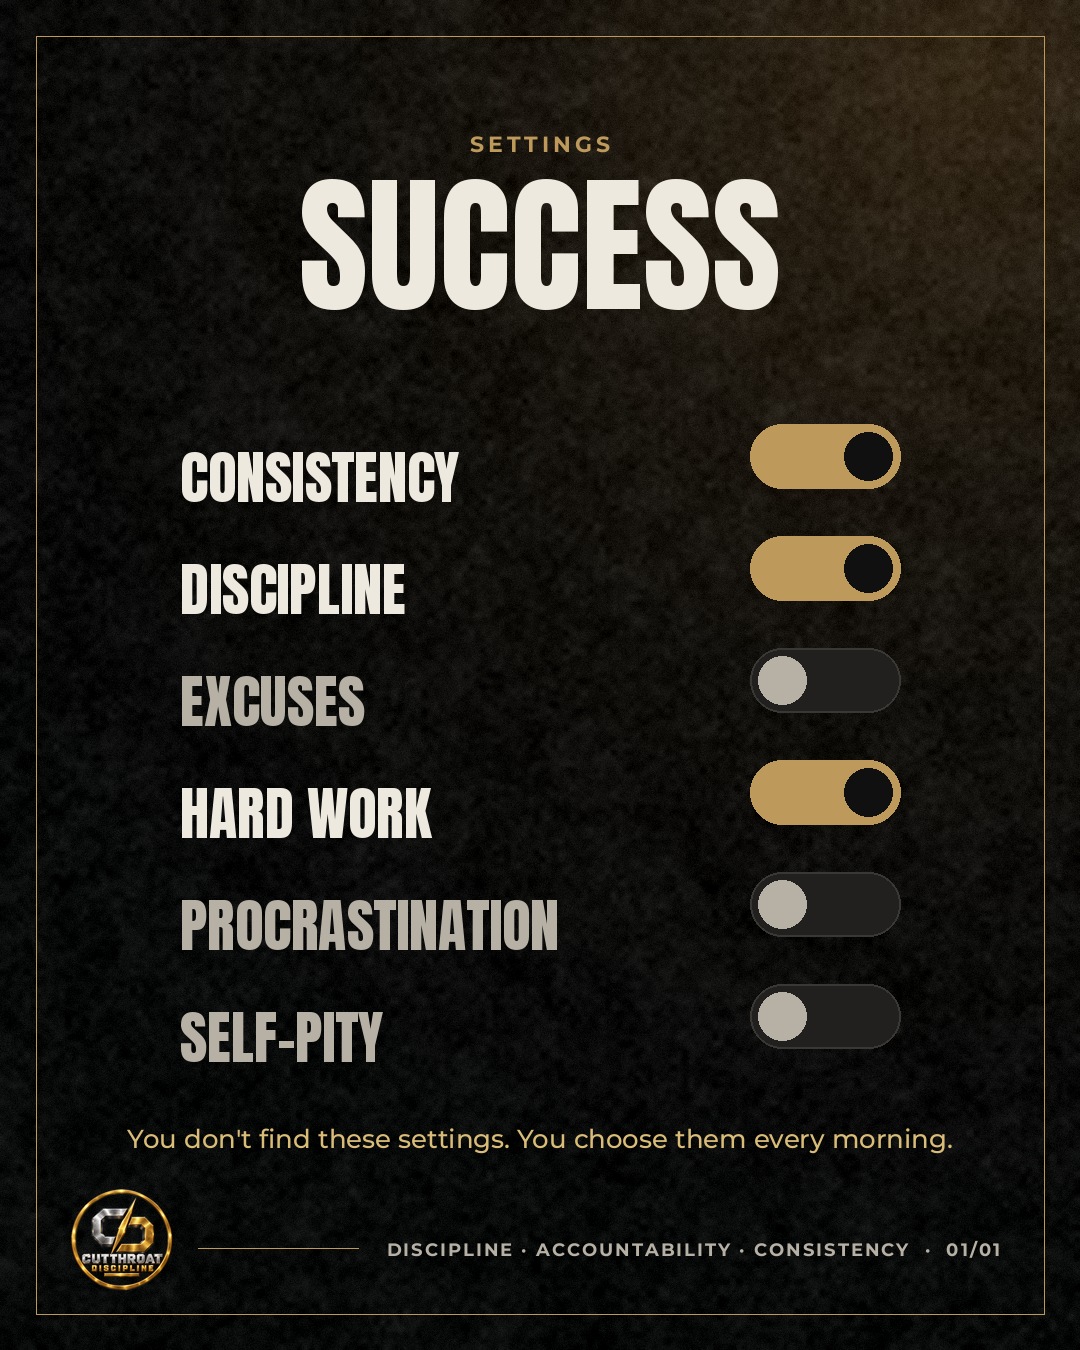 SETTINGS
SUCCESS
CONSISTENCY
DISCIPLINE
EXCUSES
HARD WORK
PROCRASTINATION
SELF-PITY
You don't find these settings. You choose them every morning.
CD
CUTTHROAT
DISCIPLINE
DISCIPLINE · ACCOUNTABILITY · CONSISTENCY · 01/01